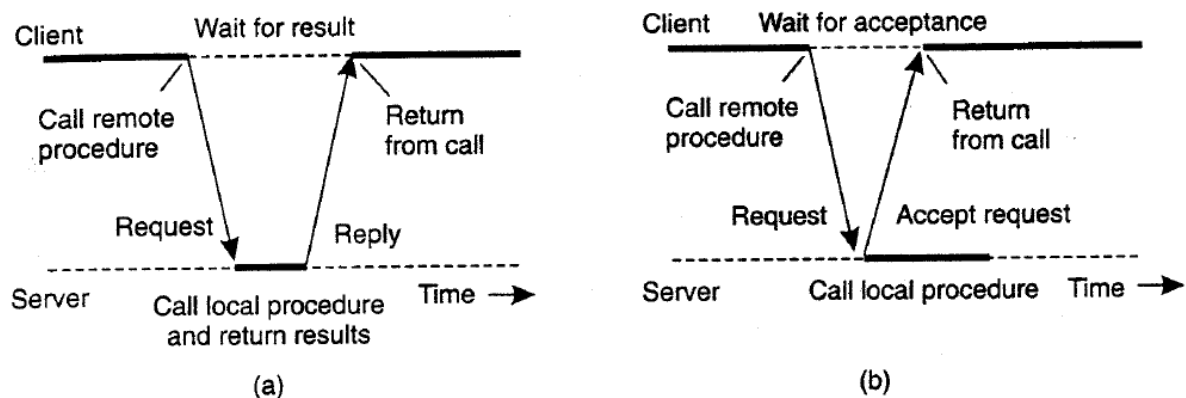 Client Wait for result
Call remote
procedure
Return
from call
Request
Reply
Server
Call local procedure
and return results
Time
(a)
Client Wait for acceptance
Call remote
procedure
Return
from call
Request
Accept request
Server
Call local procedure
Time
(b)